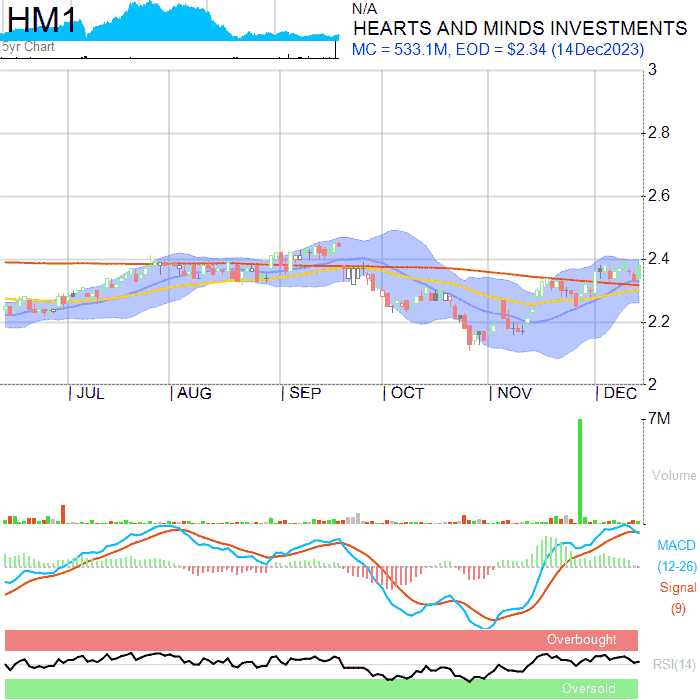 HM1
5yr Chart
N/A
HEARTS AND MINDS INVESTMENTS
MC = 533.1M, EOD = $2.34 (14Dec2023)
3
2.8
2.6
2.4
2.2
2
JUL
AUG
SEP
OCT
NOV
DEC
7M
Volume
MACD
(12-26)
Signal
(9)
Overbought
RSI(14)
Oversold